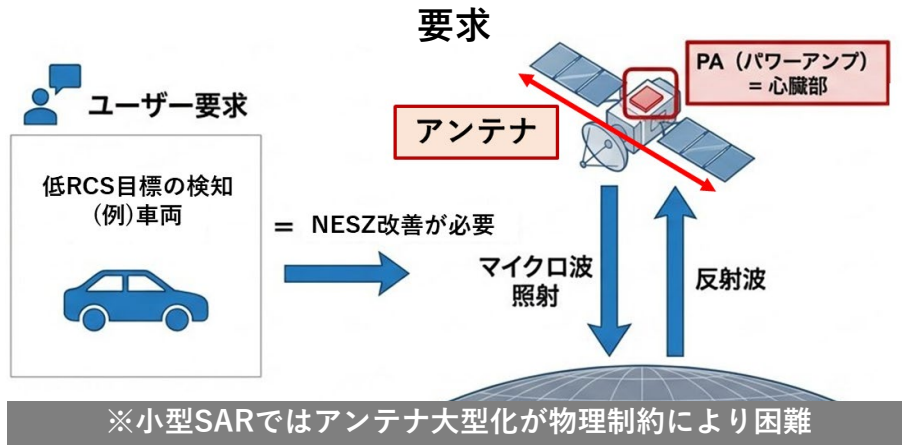 要求
ユーザー要求
低RCS目標の検知
(例)車両
= NESZ改善が必要
アンテナ
PA（パワーアンプ）
= 心臓部
マイクロ波
照射
反射波
※小型SARではアンテナ大型化が物理制約により困難